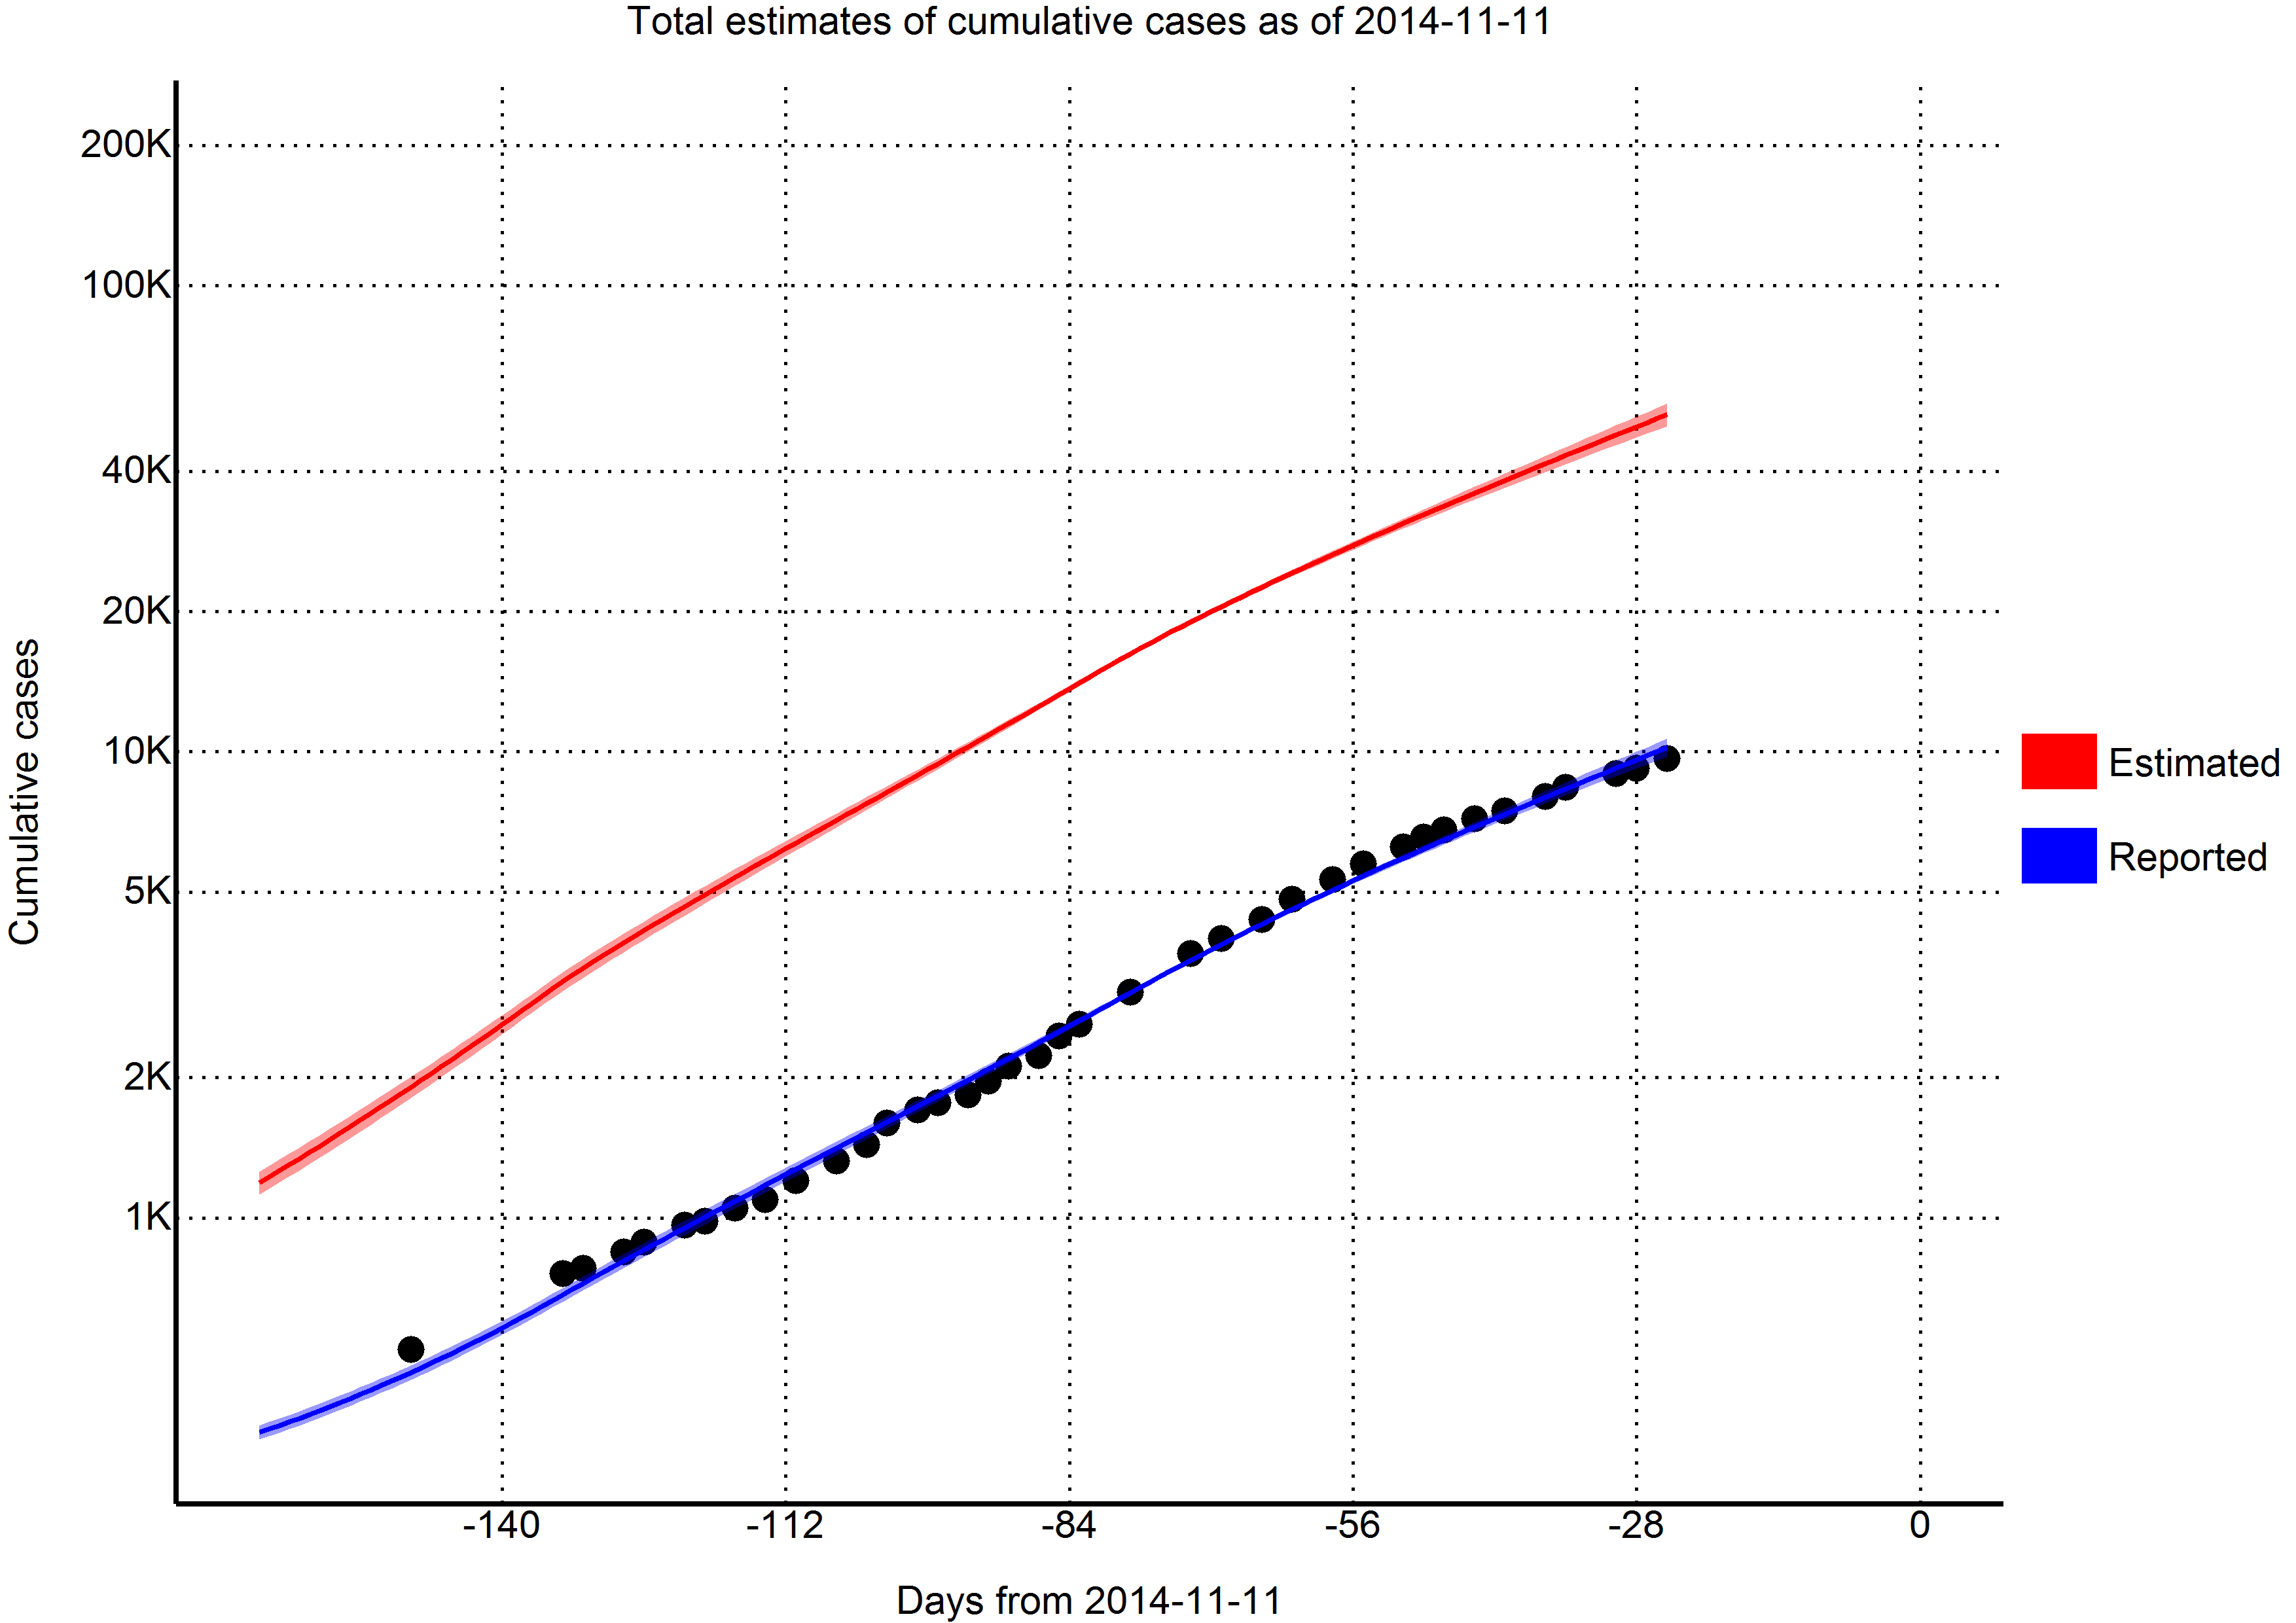 Total estimates of cumulative cases as of 2014-11-11
Cumulative cases
200K
100K
40K
20K
10K
5K
2K
1K
-140 -112 -84 -56 -28 0
Days from 2014-11-11
Estimated
Reported